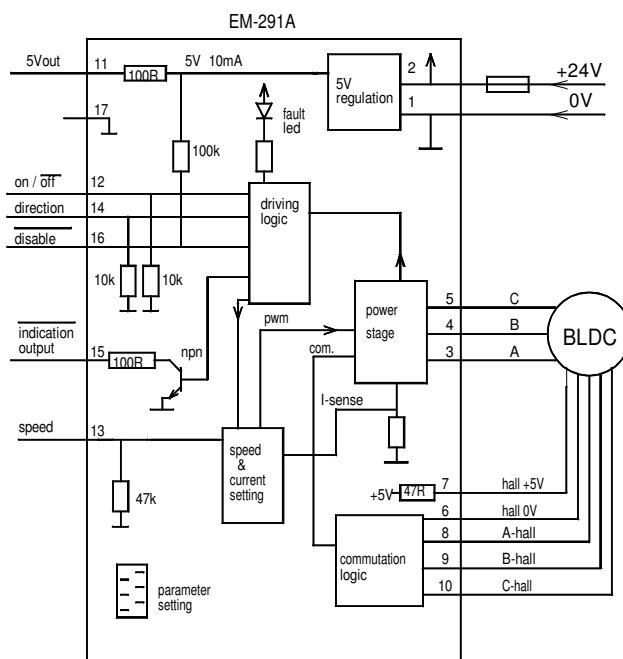 EM-291A
5Vout
11
100R
5V 10mA
5V
regulation
2
1
+24V
0V
17
fault
led
100k
on / off
12
direction
14
disable
16
driving
logic
10k
10k
indication
output
15
100R
npn
pwm
com.
power
stage
5
C
4
B
3
A
BLDC
I-sense
speed
13
speed
&
current
setting
47k
+5V
47R
7
hall +5V
6
hall 0V
8
A-hall
9
B-hall
10
C-hall
commutation
logic
parameter
setting